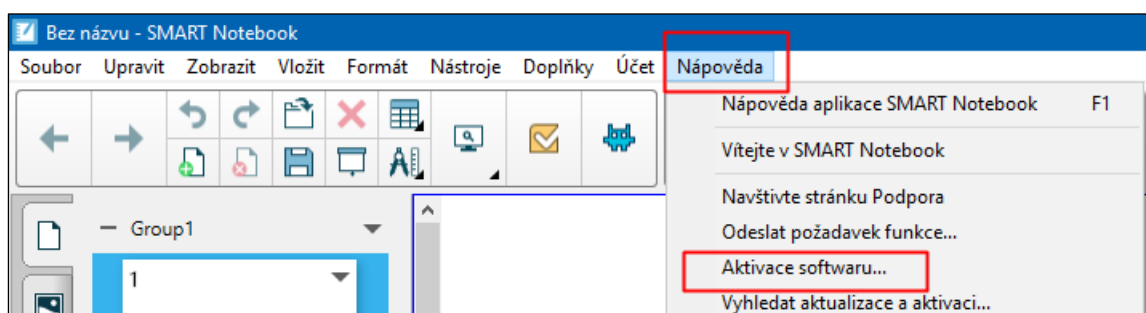 Bez názvu - SMART Notebook
Soubor Upravit Zobrazit Vložit Formát Nástroje Doplňky Účet Nápověda
Nápověda aplikace SMART Notebook F1
Vítejte v SMART Notebook
Navštivte stránku Podpora
Odeslat požadavek funkce...
Aktivace softwaru...
Vyhledat aktualizace a aktivaci...
Group1
1